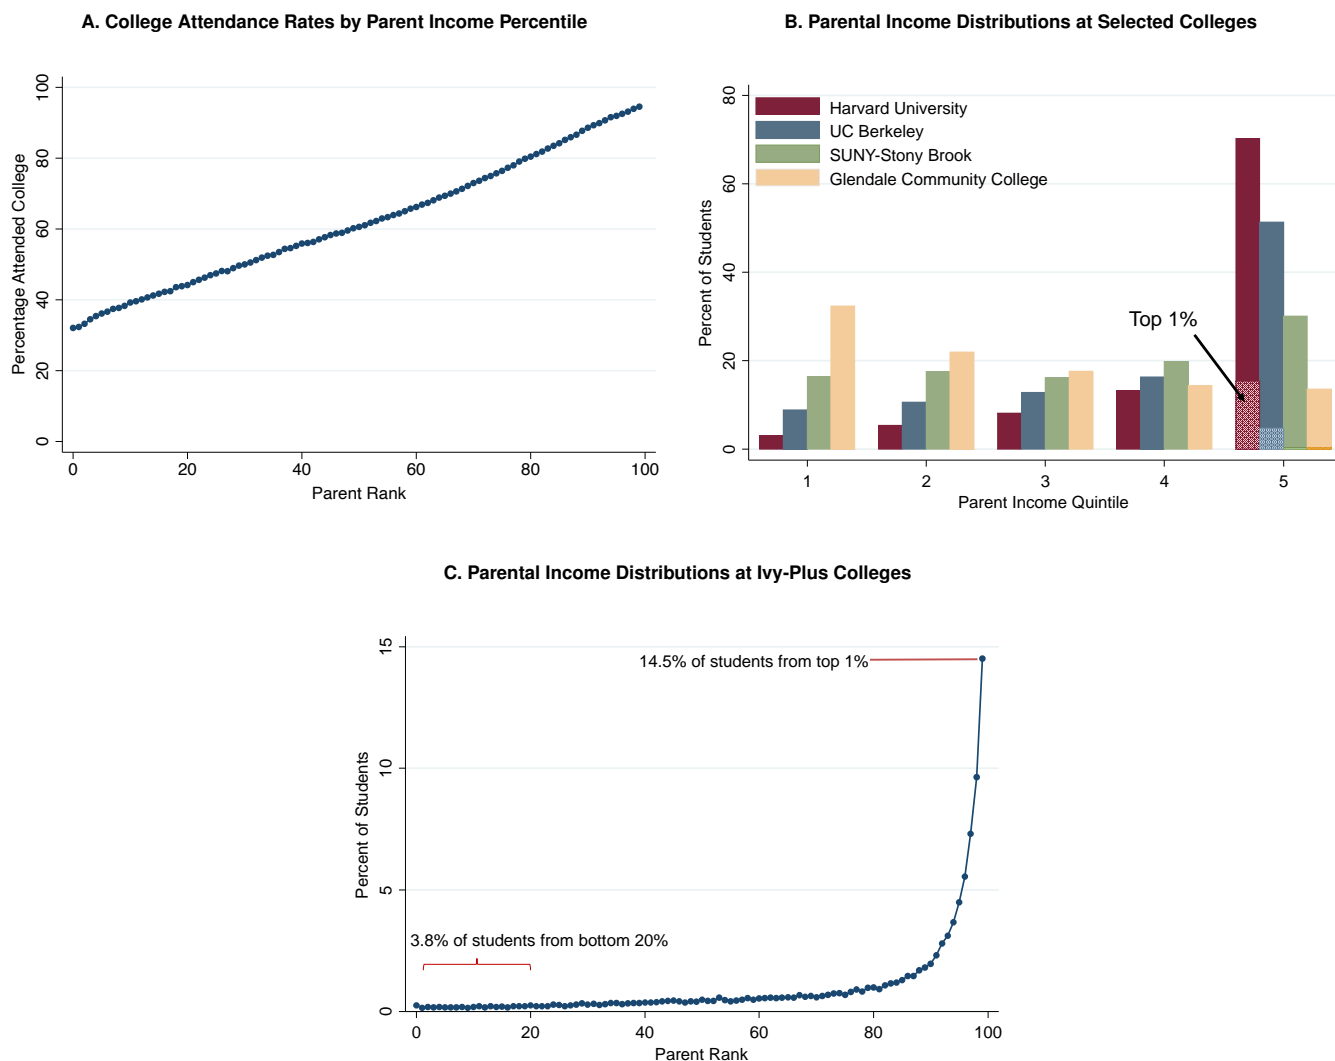 A. College Attendance Rates by Parent Income Percentile
Percentage Attended College
100
80
60
40
20
0
0 20 40 60 80 100
Parent Rank
B. Parental Income Distributions at Selected Colleges
Percent of Students
80
60
40
20
0
Harvard University
UC Berkeley
SUNY-Stony Brook
Glendale Community College
Top 1%
1 2 3 4 5
Parent Income Quintile
C. Parental Income Distributions at Ivy-Plus Colleges
Percent of Students
15
10
5
0
14.5% of students from top 1%
3.8% of students from bottom 20%
0 20 40 60 80 100
Parent Rank